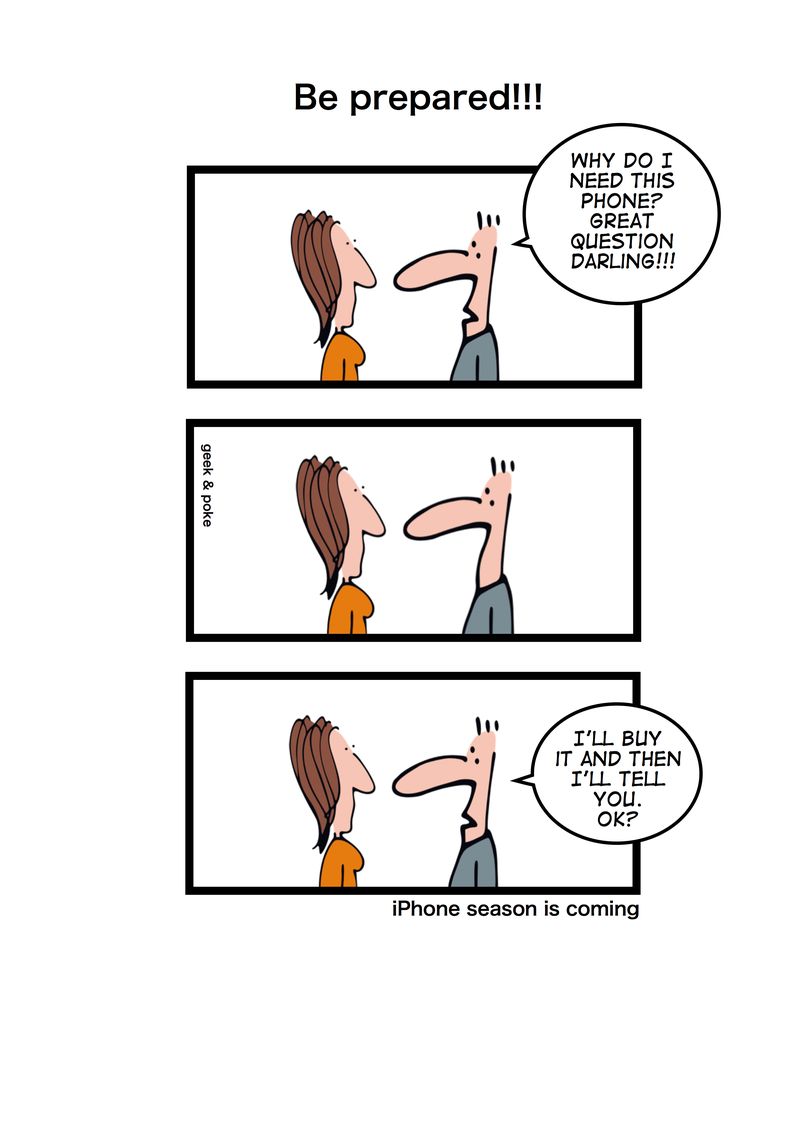 Be prepared!!!
WHY DO I
NEED THIS
PHONE?
GREAT
QUESTION
DARLING!!!
geek & poke
I'LL BUY
IT AND THEN
I'LL TELL
YOU.
OK?
iPhone season is coming